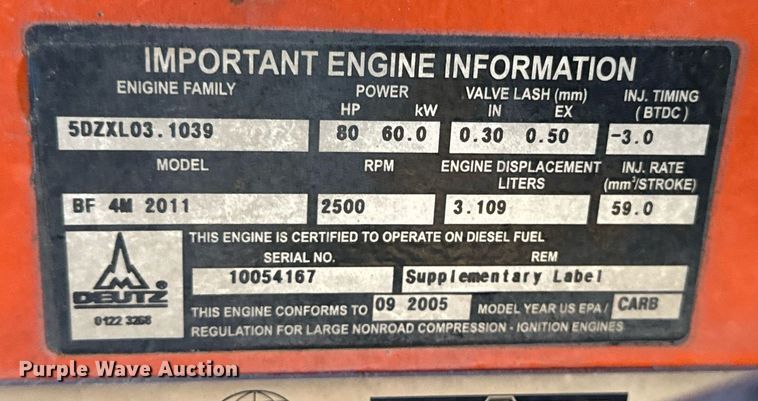 IMPORTANT ENGINE INFORMATION
ENIGINE FAMILY POWER VALVE LASH (mm) INJ. TIMING
HP kW IN EX (BTDC)
5DZXL03.1039 80 60.0 0.30 0.50 -3.0
MODEL RPM ENGINE DISPLACEMENT INJ. RATE
LITERS (mm³/STROKE)
BF 4M 2011 2500 3.109 59.0
THIS ENGINE IS CERTIFIED TO OPERATE ON DIESEL FUEL
SERIAL NO. REM
10054167 Supplementary Label
DEUTZ ®
0122 3268
THIS ENGINE CONFORMS TO 09 2005 MODEL YEAR US EPA/ CARB
REGULATION FOR LARGE NONROAD COMPRESSION - IGNITION ENGINES
Purple Wave Auction